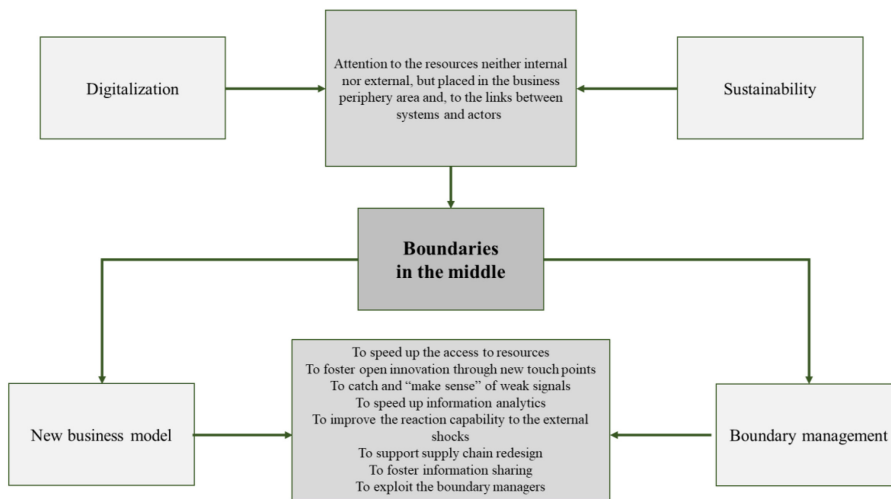 Digitalization
Attention to the resources neither internal
nor external, but placed in the business
periphery area and, to the links between
systems and actors
Sustainability
Boundaries
in the middle
New business model
To speed up the access to resources
To foster open innovation through new touch points
To catch and “make sense” of weak signals
To speed up information analytics
To improve the reaction capability to the external
shocks
To support supply chain redesign
To foster information sharing
To exploit the boundary managers
Boundary management